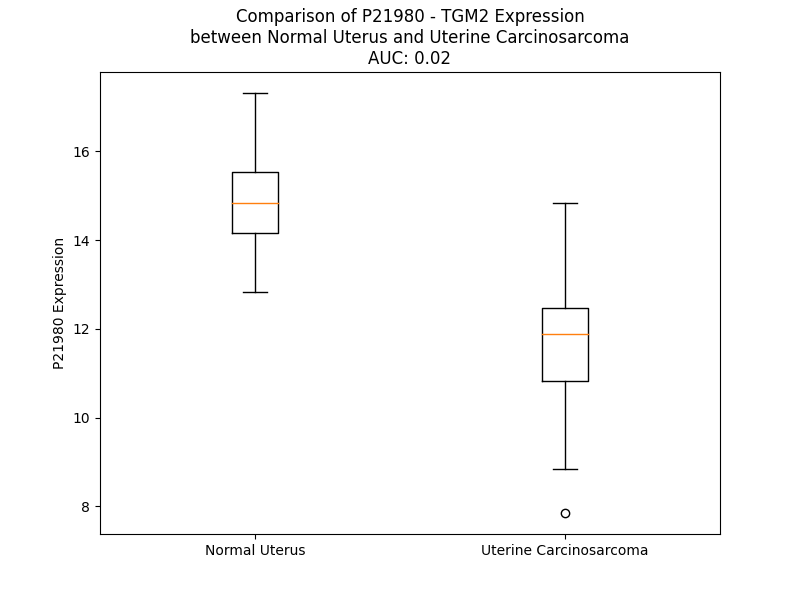 Comparison of P21980 - TGM2 Expression
between Normal Uterus and Uterine Carcinosarcoma
AUC: 0.02
P21980 Expression
16
14
12
10
8
Normal Uterus
Uterine Carcinosarcoma